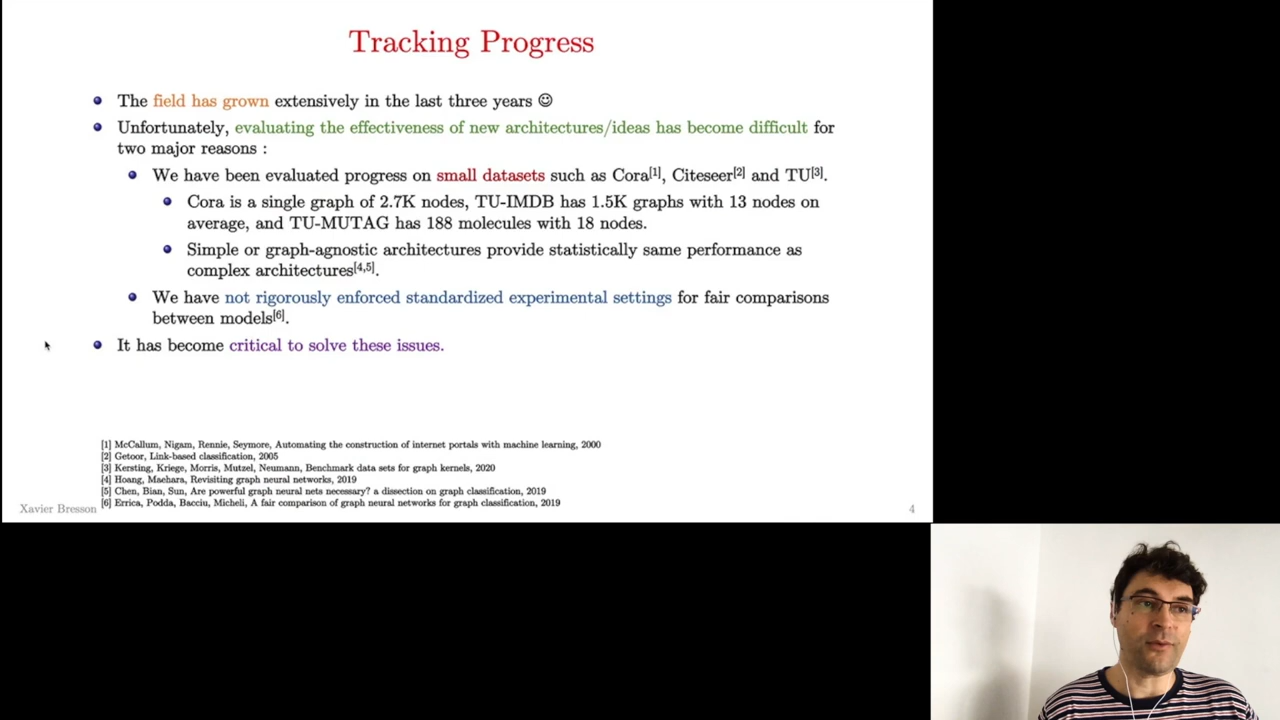 Tracking Progress
The field has grown extensively in the last three years ☺
Unfortunately, evaluating the effectiveness of new architectures/ideas has become difficult for
two major reasons :
We have been evaluated progress on small datasets such as Cora[1], Citeseer[2] and TU[3].
Cora is a single graph of 2.7K nodes, TU-IMDB has 1.5K graphs with 13 nodes on
average, and TU-MUTAG has 188 molecules with 18 nodes.
Simple or graph-agnostic architectures provide statistically same performance as
complex architectures[4,5].
We have not rigorously enforced standardized experimental settings for fair comparisons
between models[6].
It has become critical to solve these issues.
[1] McCallum, Nigam, Rennie, Seymore, Automating the construction of internet portals with machine learning, 2000
[2] Getoor, Link-based classification, 2005
[3] Kersting, Kriege, Morris, Mutzel, Neumann, Benchmark data sets for graph kernels, 2020
[4] Hoang, Maehara, Revisiting graph neural networks, 2019
[5] Chen, Bian, Sun, Are powerful graph neural nets necessary? a dissection on graph classification, 2019
[6] Errica, Podda, Bacciu, Micheli, A fair comparison of graph neural networks for graph classification, 2019
Xavier Bresson
4